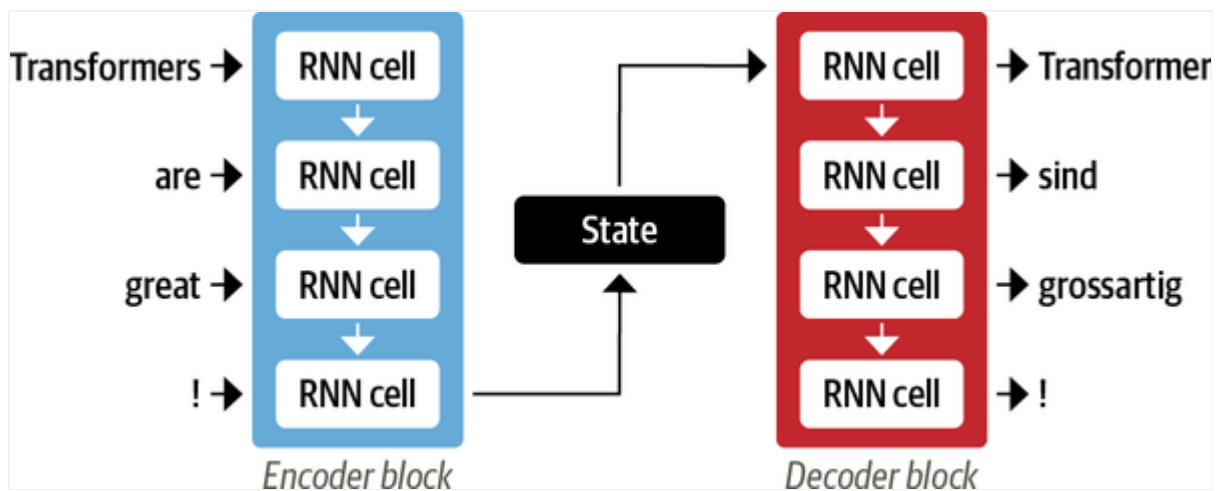 Transformers
RNN cell
Transformer
are
RNN cell
sind
State
great
RNN cell
grossartig
!
RNN cell
!
RNN cell
RNN cell
RNN cell
RNN cell
Encoder block
Decoder block